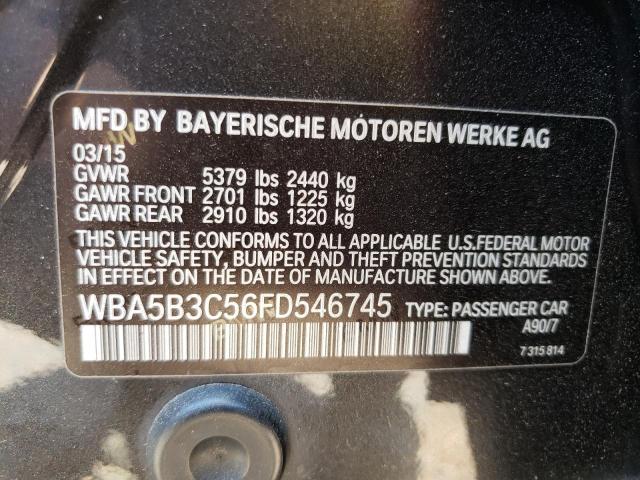 MFD BY BAYERISCHE MOTOREN WERKE AG
03/15
GVWR 5379 lbs 2440 kg
GAWR FRONT 2701 lbs 1225 kg
GAWR REAR 2910 lbs 1320 kg
THIS VEHICLE CONFORMS TO ALL APPLICABLE U.S.FEDERAL MOTOR
VEHICLE SAFETY, BUMPER AND THEFT PREVENTION STANDARDS
IN EFFECT ON THE DATE OF MANUFACTURE SHOWN ABOVE.
WBA5B3C56FD546745 TYPE: PASSENGER CAR
A90/7
7 315 814